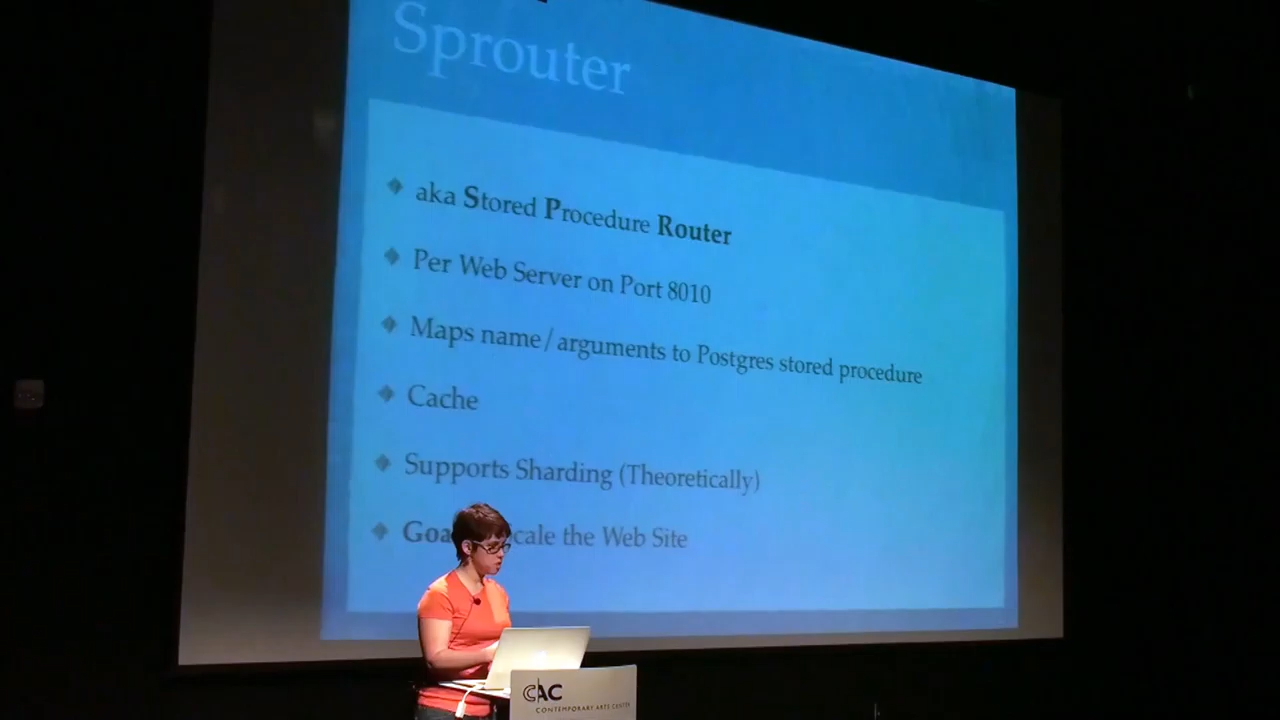 Sprouter
aka Stored Procedure Router
Per Web Server on Port 8010
Maps name/arguments to Postgres stored procedure
Cache
Supports Sharding (Theoretically)
Goa cale the Web Site
CAC
CONTEMPORARY ARTS CENTER